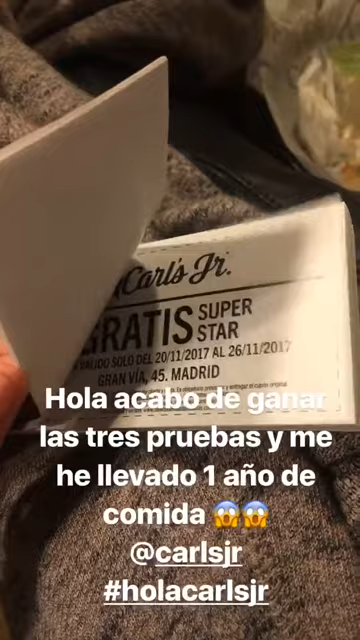 Carl's Jr.
GRATIS SUPER
STAR
VALIDO SOLO DEL 20/11/2017 AL 26/11/2017
GRAN VÍA, 45. MADRID
Hola acabo de ganar
las tres pruebas y me
he llevado 1 año de
comida 😱😱
@carlsjr
#holacarlsjr